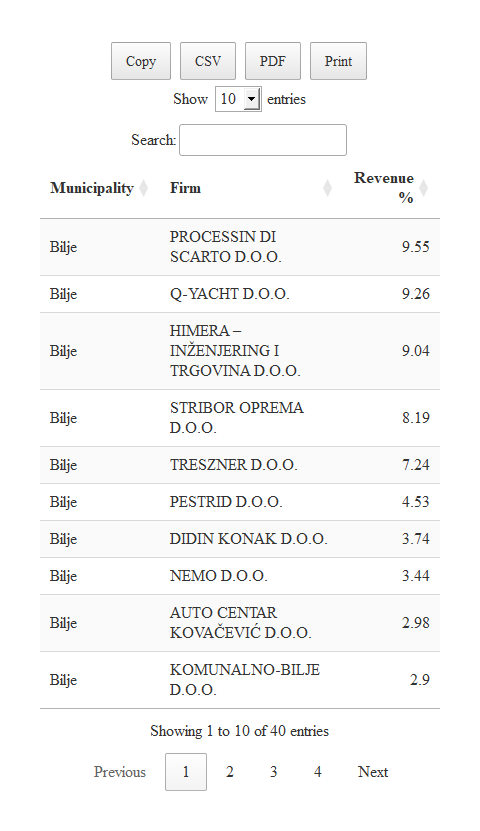 Copy CSV PDF Print
Show 10 entries
Search:
Municipality Firm Revenue
%
Bilje PROCESSIN DI
SCARTO D.O.O. 9.55
Bilje Q-YACHT D.O.O. 9.26
HIMERA –
Bilje INŽENJERING I 9.04
TRGOVINA D.O.O.
Bilje STRIBOR OPREMA
D.O.O. 8.19
Bilje TRESZNER D.O.O. 7.24
Bilje PESTRID D.O.O. 4.53
Bilje DIDIN KONAK D.O.O. 3.74
Bilje NEMO D.O.O. 3.44
Bilje AUTO CENTAR
KOVAČEVIĆ D.O.O. 2.98
Bilje KOMUNALNO-BILJE
D.O.O. 2.9
Showing 1 to 10 of 40 entries
Previous 1 2 3 4 Next